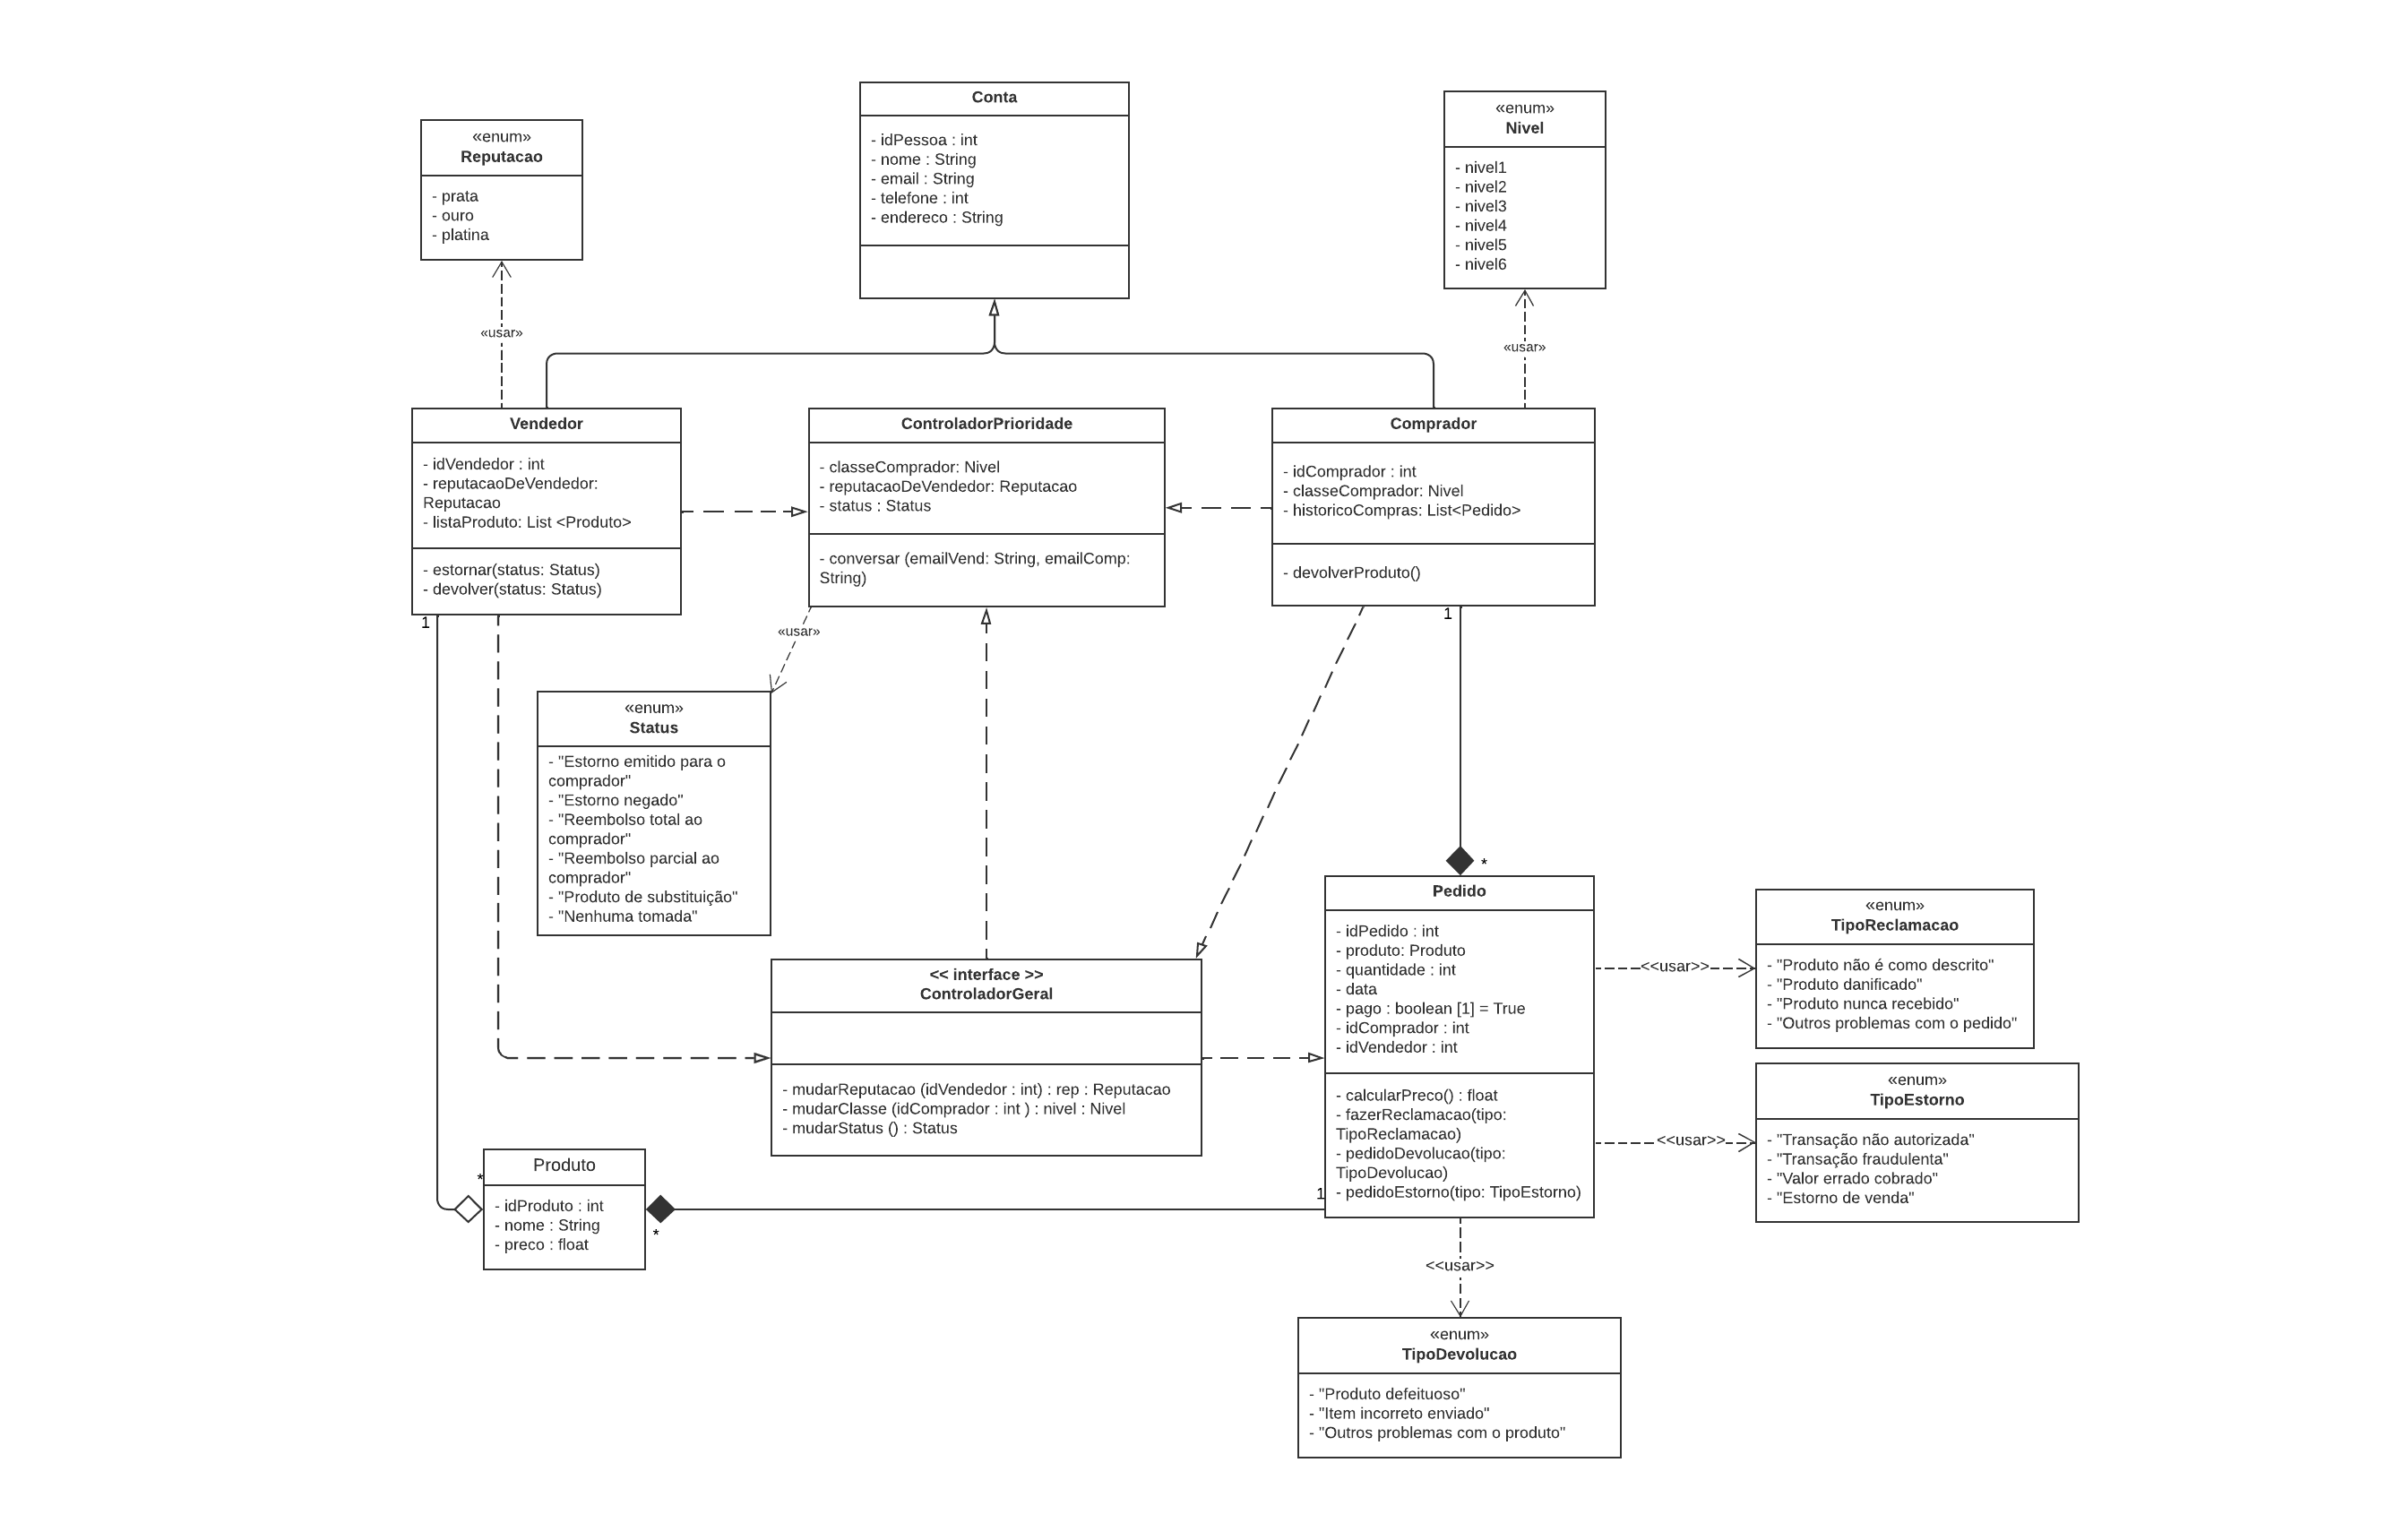 Conta
- idPessoa : int
- nome : String
- email : String
- telefone : int
- endereco : String
«enum»
Nivel
- nivel1
- nivel2
- nivel3
- nivel4
- nivel5
- nivel6
«enum»
Reputacao
- prata
- ouro
- platina
«usar»
«usar»
Vendedor
- idVendedor : int
- reputacaoDeVendedor:
Reputacao
- listaProduto: List <Produto>
- estornar(status: Status)
- devolver(status: Status)
1
ControladorPrioridade
- classeComprador: Nivel
- reputacaoDeVendedor: Reputacao
- status : Status
- conversar (emailVend: String, emailComp:
String)
Comprador
- idComprador : int
- classeComprador: Nivel
- historicoCompras: List<Pedido>
- devolverProduto()
1
«usar»
«enum»
Status
- "Estorno emitido para o
comprador"
- "Estorno negado"
- "Reembolso total ao
comprador"
- "Reembolso parcial ao
comprador"
- "Produto de substituição"
- "Nenhuma tomada"
*
<< interface >>
ControladorGeral
- mudarReputacao (idVendedor : int) : rep : Reputacao
- mudarClasse (idComprador : int ) : nivel : Nivel
- mudarStatus () : Status
Pedido
- idPedido : int
- produto: Produto
- quantidade : int
- data
- pago : boolean [1] = True
- idComprador : int
- idVendedor : int
- calcularPreco() : float
- fazerReclamacao(tipo:
TipoReclamacao)
- pedidoDevolucao(tipo:
TipoDevolucao)
- pedidoEstorno(tipo: TipoEstorno)
1
<<usar>>
«enum»
TipoReclamacao
- "Produto não é como descrito"
- "Produto danificado"
- "Produto nunca recebido"
- "Outros problemas com o pedido"
<<usar>>
«enum»
TipoEstorno
- "Transação não autorizada"
- "Transação fraudulenta"
- "Valor errado cobrado"
- "Estorno de venda"
*
Produto
- idProduto : int
- nome : String
- preco : float
*
<<usar>>
«enum»
TipoDevolucao
- "Produto defeituoso"
- "Item incorreto enviado"
- "Outros problemas com o produto"